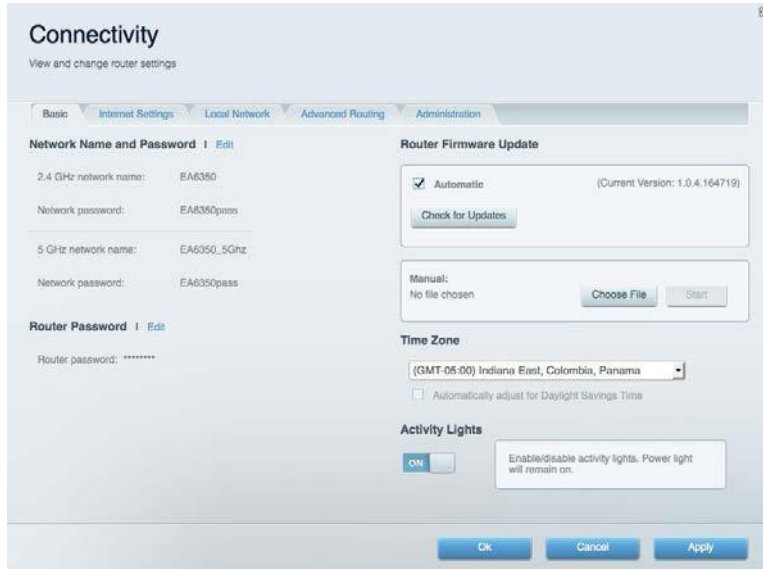 Connectivity
View and change router settings
Basic Internet Settings Local Network Advanced Routing Administration
Network Name and Password | Edit
2.4 GHz network name: EA6350
Network password: EA6350pass
5 GHz network name: EA6350_5Ghz
Network password: EA6350pass
Router Password | Edit
Router password: ********
Router Firmware Update
Automatic (Current Version: 1.0.4.164719)
Check for Updates
Manual:
No file chosen Choose File Start
Time Zone
(GMT-05:00) Indiana East, Colombia, Panama
Automatically adjust for Daylight Savings Time
Activity Lights
ON
Enable/disable activity lights. Power light
will remain on.
Ok Cancel Apply